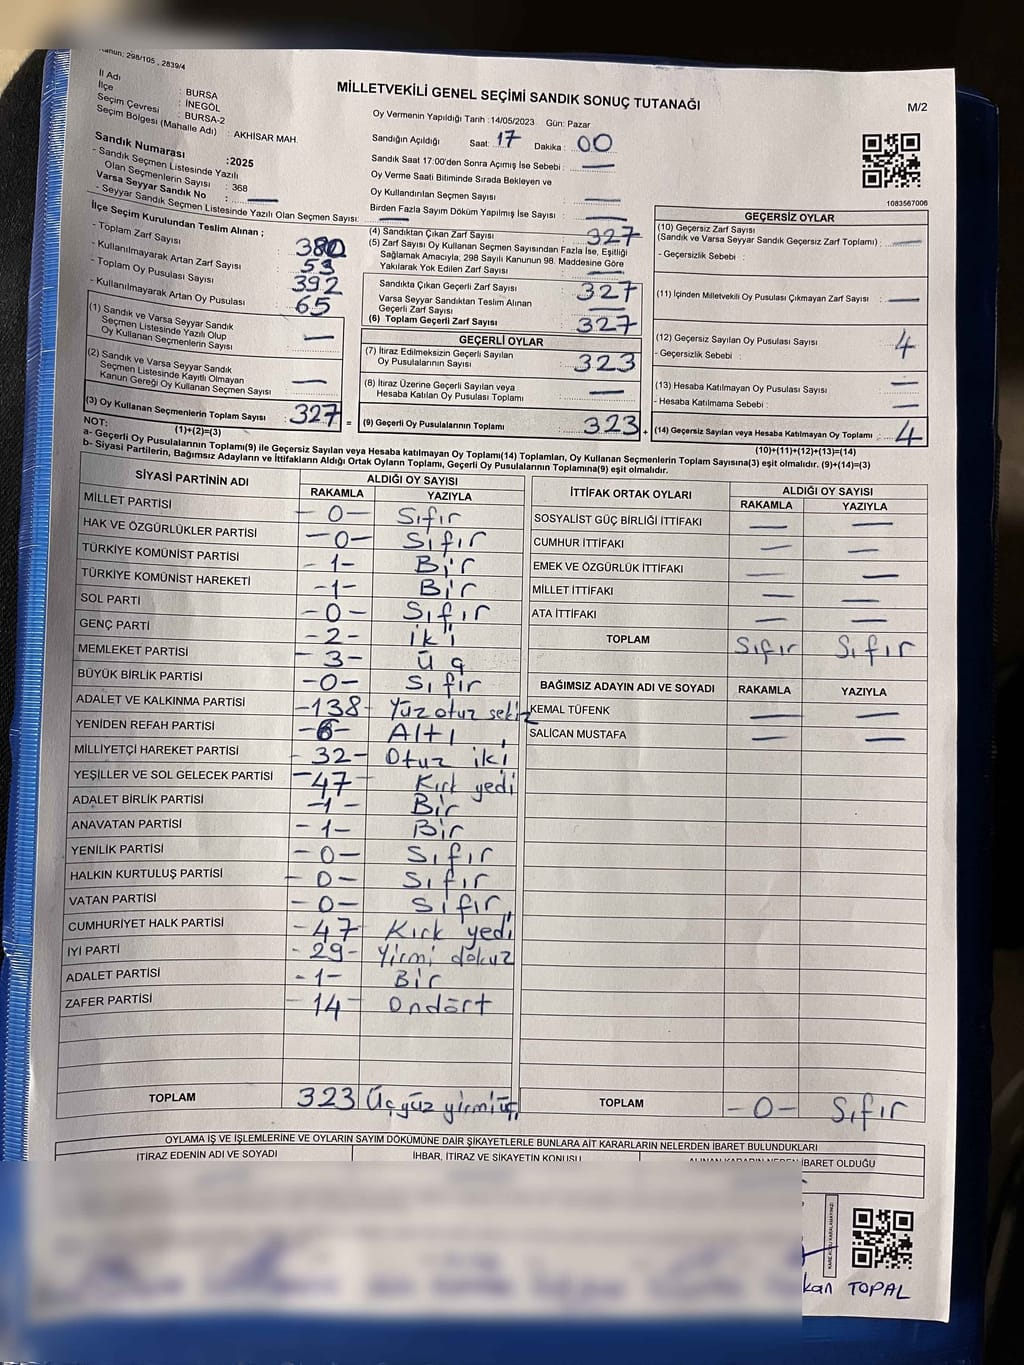 Kanun: 298/105, 2839/4
İl Adı : BURSA
İlçe : İNEGÖL
Seçim Çevresi : BURSA-2
Seçim Bölgesi (Mahalle Adı) : AKHİSAR MAH.
MİLLETVEKİLİ GENEL SEÇİMİ SANDIK SONUÇ TUTANAĞI
M/2
Oy Vermenin Yapıldığı Tarih :14/05/2023 Gün: Pazar
Sandığın Açıldığı Saat: 17 Dakika: 00
Sandık Saat 17:00'den Sonra Açımış İse Sebebi : —
Oy Verme Saati Bitiminde Sırada Bekleyen ve
Oy Kullandırılan Seçmen Sayısı : —
Birden Fazla Sayım Döküm Yapılmış İse Sayısı : —
1083567006
Sandık Numarası :2025
- Sandık Seçmen Listesinde Yazılı
Olan Seçmenlerin Sayısı : 368
Varsa Seyyar Sandık No : —
- Seyyar Sandık Seçmen Listesinde Yazılı Olan Seçmen Sayısı: —
İlçe Seçim Kurulundan Teslim Alınan ;
- Toplam Zarf Sayısı : 380
- Kullanılmayarak Artan Zarf Sayısı : 53
- Toplam Oy Pusulası Sayısı : 392
- Kullanılmayarak Artan Oy Pusulası : 65
(1) Sandık ve Varsa Seyyar Sandık
Seçmen Listesinde Yazılı Olup
Oy Kullanan Seçmenlerin Sayısı : —
(2) Sandık ve Varsa Seyyar Sandık
Seçmen Listesinde Kayıtlı Olmayan
Kanun Gereği Oy Kullanan Seçmen Sayısı : —
(3) Oy Kullanan Seçmenlerin Toplam Sayısı : 327
(1)+(2)=(3)
(4) Sandıktan Çıkan Zarf Sayısı : 327
(5) Zarf Sayısı Oy Kullanan Seçmen Sayısından Fazla İse, Eşitliği
Sağlamak Amacıyla, 298 Sayılı Kanunun 98. Maddesine Göre
Yakılarak Yok Edilen Zarf Sayısı : —
Sandıkta Çıkan Geçerli Zarf Sayısı : 327
Varsa Seyyar Sandıktan Teslim Alınan
Geçerli Zarf Sayısı : —
(6) Toplam Geçerli Zarf Sayısı : 327
GEÇERLİ OYLAR
(7) İtiraz Edilmeksizin Geçerli Sayılan
Oy Pusulalarının Sayısı : 323
(8) İtiraz Üzerine Geçerli Sayılan veya
Hesaba Katılan Oy Pusulası Toplamı : —
= (9) Geçerli Oy Pusulalarının Toplamı : 323 +
GEÇERSİZ OYLAR
(10) Geçersiz Zarf Sayısı
(Sandık ve Varsa Seyyar Sandık Geçersiz Zarf Toplamı) : —
- Geçersizlik Sebebi :
(11) İçinden Milletvekili Oy Pusulası Çıkmayan Zarf Sayısı : —
(12) Geçersiz Sayılan Oy Pusulası Sayısı : 4
- Geçersizlik Sebebi :
(13) Hesaba Katılmayan Oy Pusulası Sayısı : —
- Hesaba Katılmama Sebebi : —
(14) Geçersiz Sayılan veya Hesaba Katılmayan Oy Toplamı : 4
(10)+(11)+(12)+(13)=(14)
NOT:
a- Geçerli Oy Pusulalarının Toplamı(9) ile Geçersiz Sayılan veya Hesaba katılmayan Oy Toplamı(14) Toplamları, Oy Kullanan Seçmenlerin Toplam Sayısına(3) eşit olmalıdır. (9)+(14)=(3)
b- Siyasi Partilerin, Bağımsız Adayların ve İttifakların Aldığı Ortak Oyların Toplamı, Geçerli Oy Pusulalarının Toplamına(9) eşit olmalıdır.
SİYASİ PARTİNİN ADI ALDIĞI OY SAYISI
RAKAMLA YAZIYLA
MİLLET PARTİSİ -0- Sıfır
HAK VE ÖZGÜRLÜKLER PARTİSİ -0- Sıfır
TÜRKİYE KOMÜNİST PARTİSİ -1- Bir
TÜRKİYE KOMÜNİST HAREKETİ -1- Bir
SOL PARTİ -0- Sıfır
GENÇ PARTİ -2- iki
MEMLEKET PARTİSİ -3- Üç
BÜYÜK BİRLİK PARTİSİ -0- Sıfir
ADALET VE KALKINMA PARTİSİ -138- Yüz otuz sekiz
YENİDEN REFAH PARTİSİ -6- Altı
MİLLİYETÇİ HAREKET PARTİSİ -32- Otuz iki
YEŞİLLER VE SOL GELECEK PARTİSİ -47- Kırk yedi
ADALET BİRLİK PARTİSİ -1- Bir
ANAVATAN PARTİSİ -1- Bir
YENİLİK PARTİSİ -0- Sıfır
HALKIN KURTULUŞ PARTİSİ -0- Sıfır
VATAN PARTİSİ -0- Sıfır
CUMHURİYET HALK PARTİSİ -47 Kırk yedi
İYİ PARTİ -29- Yirmi dokuz
ADALET PARTİSİ -1- Bir
ZAFER PARTİSİ -14- Ondört
TOPLAM 323 Üçyüz yirmiüç
İTTİFAK ORTAK OYLARI ALDIĞI OY SAYISI
RAKAMLA YAZIYLA
SOSYALİST GÜÇ BİRLİĞİ İTTİFAKI — —
CUMHUR İTTİFAKI — —
EMEK VE ÖZGÜRLÜK İTTİFAKI — —
MİLLET İTTİFAKI — —
ATA İTTİFAKI — —
TOPLAM Sıfır Sıfır
BAĞIMSIZ ADAYIN ADI VE SOYADI RAKAMLA YAZIYLA
KEMAL TÜFENK — —
SALİCAN MUSTAFA — —
TOPLAM -0- Sıfır
OYLAMA İŞ VE İŞLEMLERİNE VE OYLARIN SAYIM DÖKÜMÜNE DAİR ŞİKAYETLERLE BUNLARA AİT KARARLARIN NELERDEN İBARET BULUNDUKLARI
İTİRAZ EDENİN ADI VE SOYADI İHBAR, İTİRAZ VE ŞİKAYETİN KONUSU ALINAN KARARIN NEDEN İBARET OLDUĞU
kan TOPAL